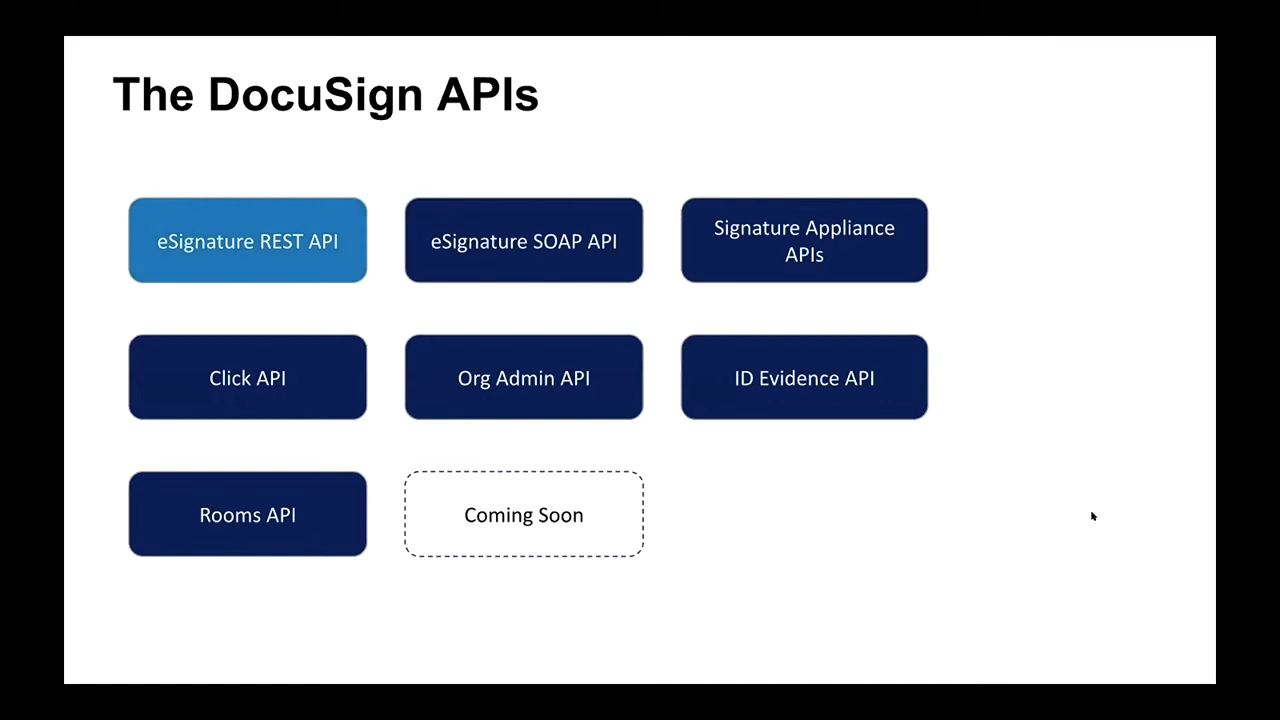 The DocuSign APIs
eSignature REST API
eSignature SOAP API
Signature Appliance
APIs
Click API
Org Admin API
ID Evidence API
Rooms API
Coming Soon